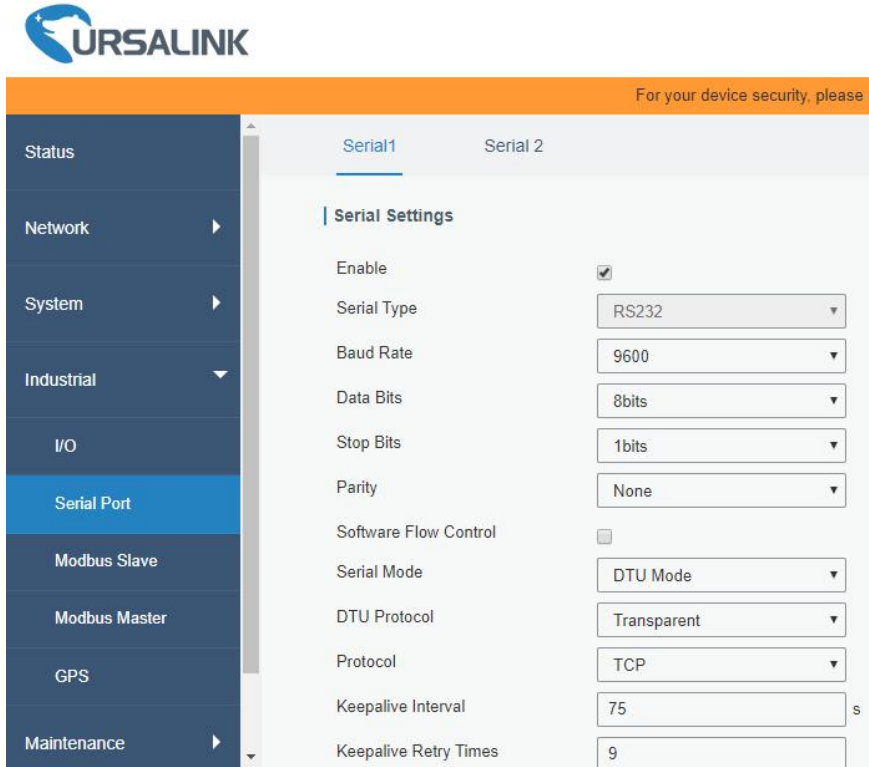 URSALINK
For your device security, please
Status
Network
System
Industrial
I/O
Serial Port
Modbus Slave
Modbus Master
GPS
Maintenance
Serial1 Serial 2
Serial Settings
Enable
Serial Type RS232
Baud Rate 9600
Data Bits 8bits
Stop Bits 1bits
Parity None
Software Flow Control
Serial Mode DTU Mode
DTU Protocol Transparent
Protocol TCP
Keepalive Interval 75 s
Keepalive Retry Times 9